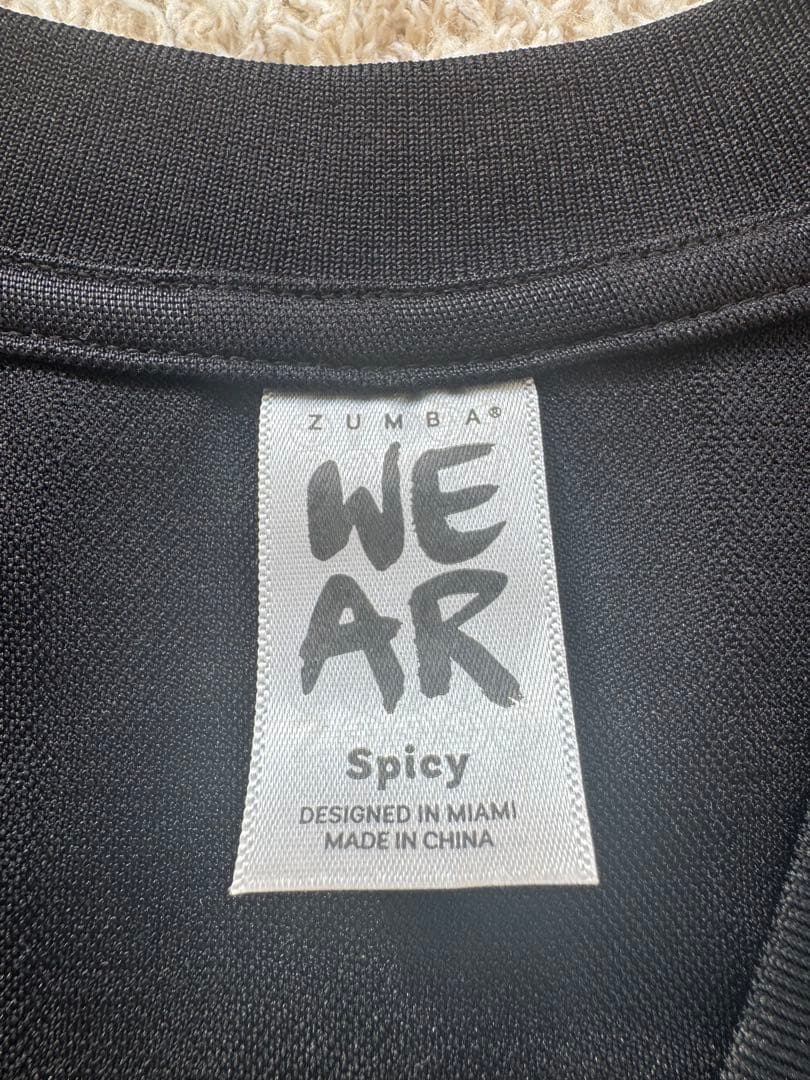 ZUMBA®
WE
AR
Spicy
DESIGNED IN MIAMI
MADE IN CHINA